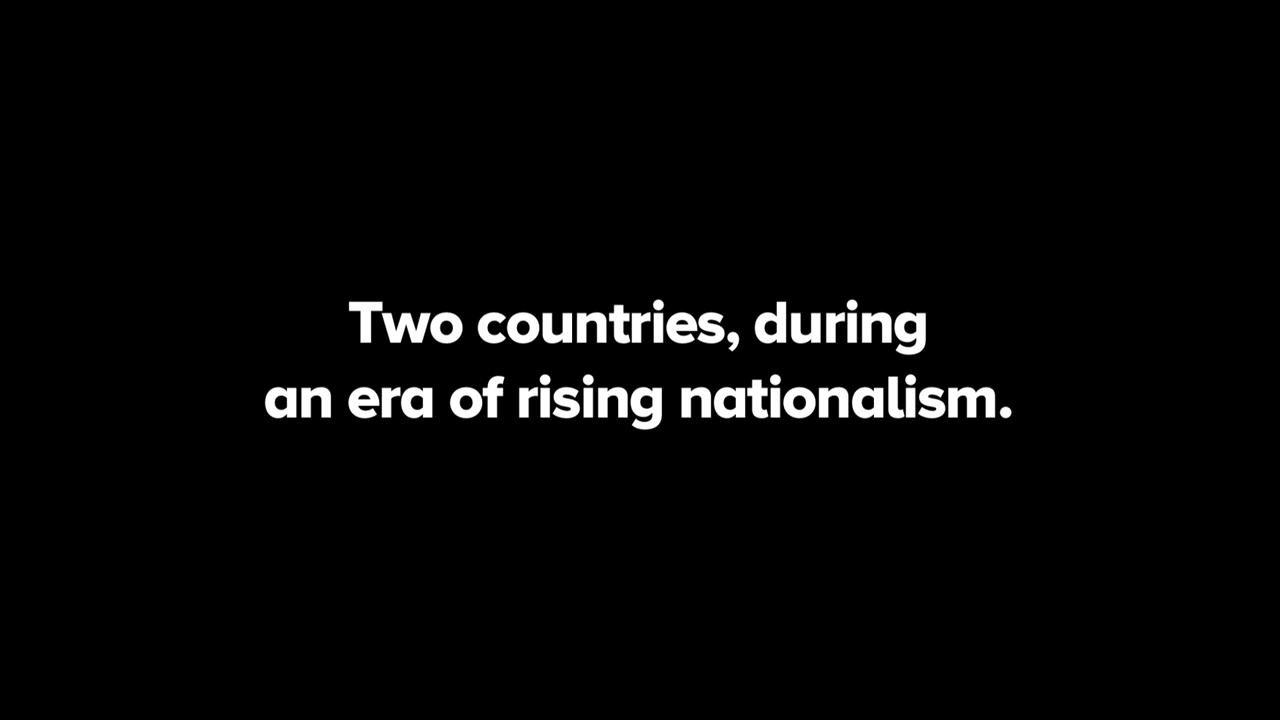 Two countries, during
an era of rising nationalism.